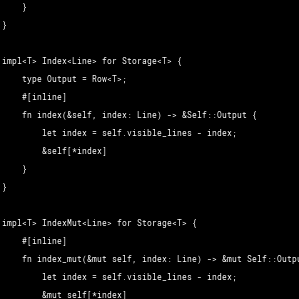 }
}
impl<T> Index<Line> for Storage<T> {
    type Output = Row<T>;
    #[inline]
    fn index(&self, index: Line) -> &Self::Output {
        let index = self.visible_lines - index;
        &self[*index]
    }
}
impl<T> IndexMut<Line> for Storage<T> {
    #[inline]
    fn index_mut(&mut self, index: Line) -> &mut Self::Outpu
        let index = self.visible_lines - index;
        &mut self[*index]